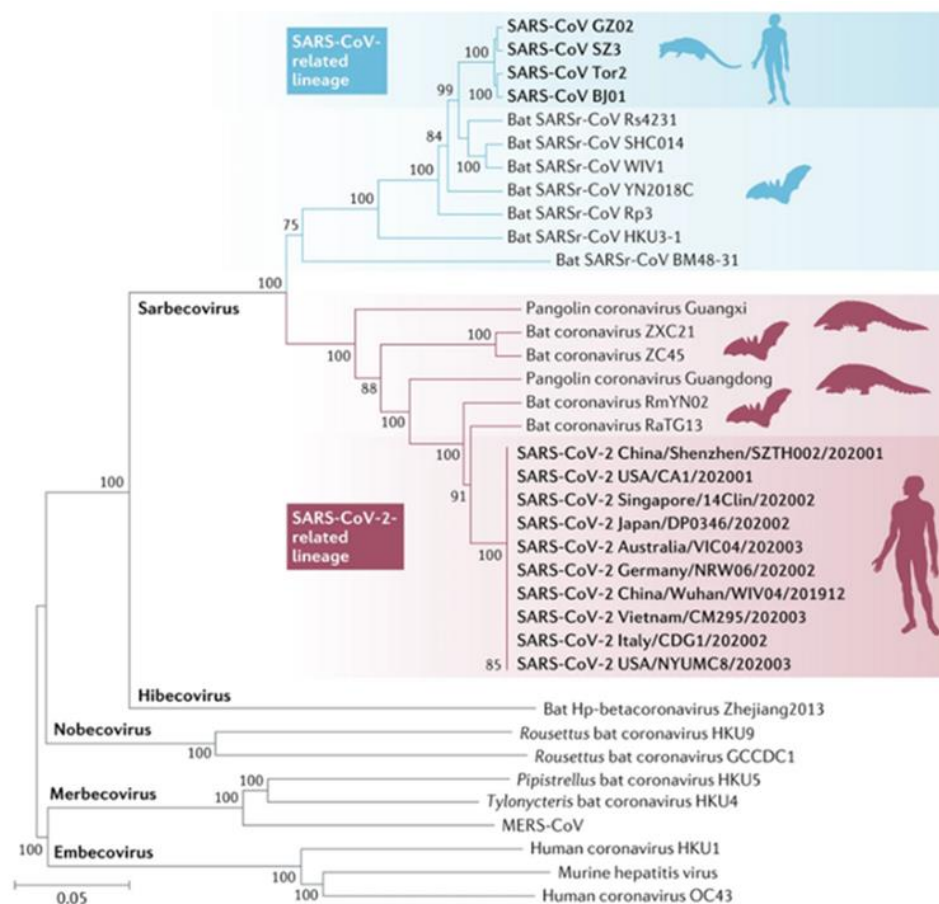 SARS-CoV-
related
lineage
100
SARS-CoV GZ02
SARS-CoV SZ3
SARS-CoV Tor2
100
SARS-CoV BJ01
99
Bat SARSr-CoV Rs4231
84
Bat SARSr-CoV SHC014
100
100
Bat SARSr-CoV WIV1
100
Bat SARSr-CoV YN2018C
Bat SARSr-CoV Rp3
75
Bat SARSr-CoV HKU3-1
Bat SARSr-CoV BM48-31
100
Sarbecovirus
Pangolin coronavirus Guangxi
100
Bat coronavirus ZXC21
100
Bat coronavirus ZC45
88
Pangolin coronavirus Guangdong
100
Bat coronavirus RmYN02
Bat coronavirus RaTG13
100
SARS-CoV-2 China/Shenzhen/SZTH002/202001
SARS-CoV-2 USA/CA1/202001
100
91
SARS-CoV-2 Singapore/14Clin/202002
SARS-CoV-2-
related
lineage
SARS-CoV-2 Japan/DP0346/202002
SARS-CoV-2 Australia/VIC04/202003
100
SARS-CoV-2 Germany/NRW06/202002
SARS-CoV-2 China/Wuhan/WIV04/201912
SARS-CoV-2 Vietnam/CM295/202003
SARS-CoV-2 Italy/CDG1/202002
85
SARS-CoV-2 USA/NYUMC8/202003
Hibecovirus
Bat Hp-betacoronavirus Zhejiang2013
Nobecovirus
Rousettus bat coronavirus HKU9
100
Rousettus bat coronavirus GCCDC1
Merbecovirus
100
100
Pipistrellus bat coronavirus HKU5
Tylonycteris bat coronavirus HKU4
MERS-CoV
100
Embecovirus
Human coronavirus HKU1
100
Murine hepatitis virus
100
Human coronavirus OC43
0.05